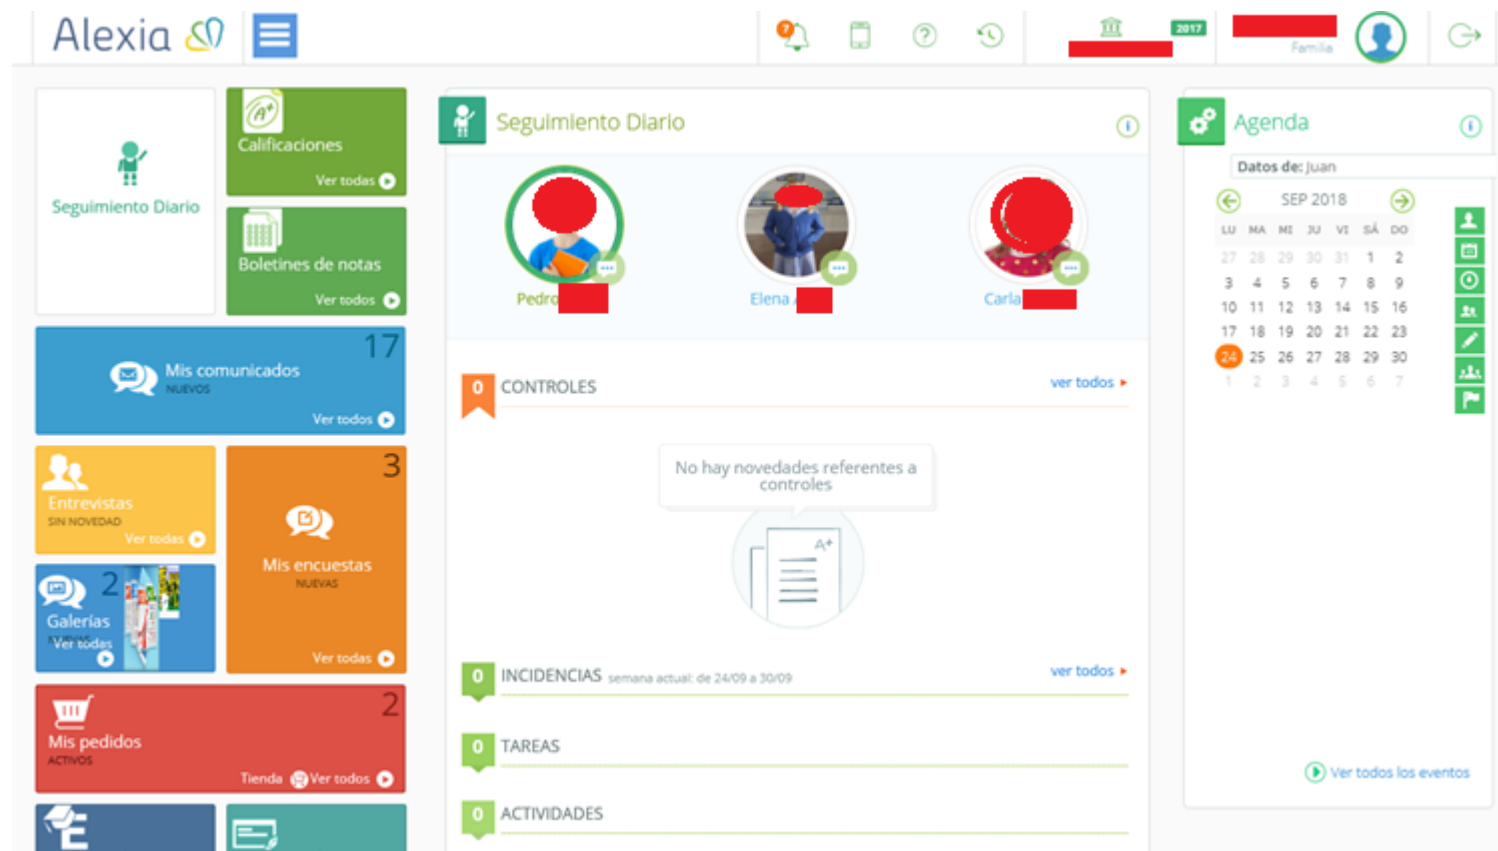 Alexia
7
2017
Familia
Seguimiento Diario
A+
Calificaciones
Ver todas
Boletines de notas
Ver todos
17
Mis comunicados
NUEVOS
Ver todos
Entrevistas
SIN NOVEDAD
Ver todas
3
Mis encuestas
NUEVAS
Ver todas
2
Galerías
Ver todas
2
Mis pedidos
ACTIVOS
Tienda Ver todos
E
Seguimiento Diario
i
Pedro
Elena
Carla
0 CONTROLES ver todos
No hay novedades referentes a
controles
A+
0 INCIDENCIAS semana actual: de 24/09 a 30/09 ver todos
0 TAREAS
0 ACTIVIDADES
Agenda
i
Datos de: Juan
SEP 2018
LU MA MI JU VI SÁ DO
27 28 29 30 31 1 2
3 4 5 6 7 8 9
10 11 12 13 14 15 16
17 18 19 20 21 22 23
24 25 26 27 28 29 30
1 2 3 4 5 6 7
Ver todos los eventos